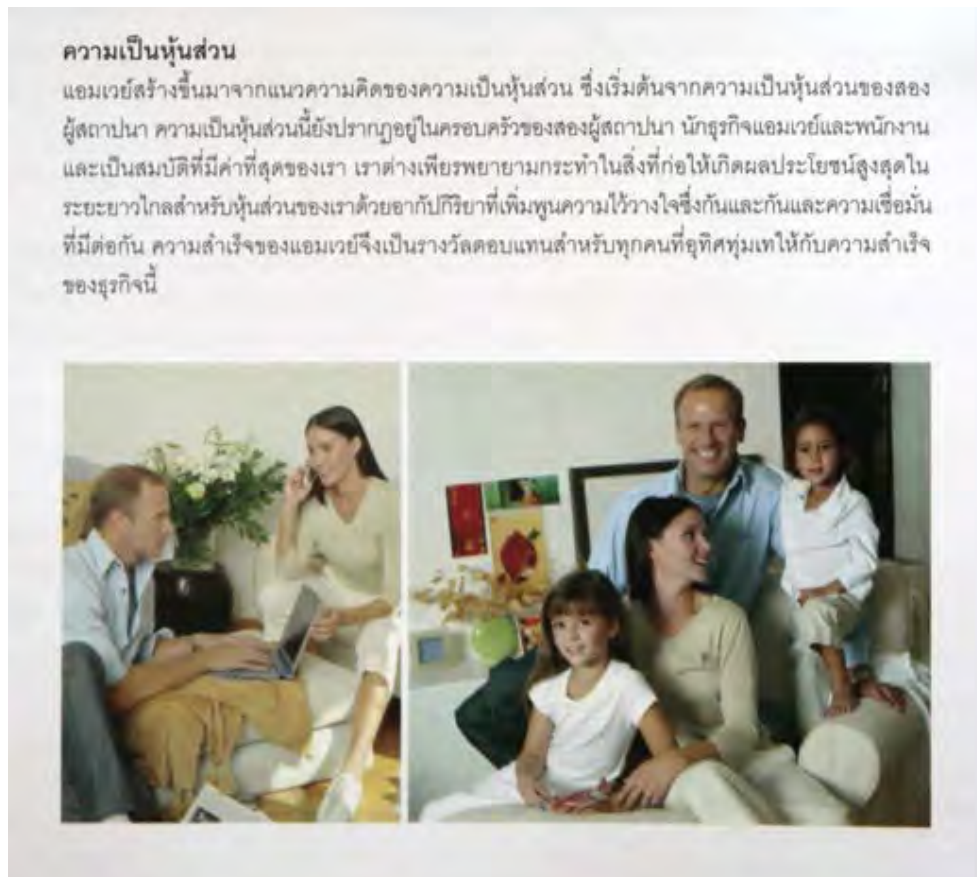 ความเป็นหุ้นส่วน
แอมเวย์สร้างขึ้นมาจากแนวความคิดของความเป็นหุ้นส่วน ซึ่งเริ่มต้นจากความเป็นหุ้นส่วนของสอง
ผู้สถาปนา ความเป็นหุ้นส่วนนี้ยังปรากฏอยู่ในครอบครัวของสองผู้สถาปนา นักธุรกิจแอมเวย์และพนักงาน
และเป็นสมบัติที่มีค่าที่สุดของเรา เราต่างเพียรพยายามกระทำในสิ่งที่ก่อให้เกิดผลประโยชน์สูงสุดใน
ระยะยาวไกลสำหรับหุ้นส่วนของเราด้วยอากัปกิริยาที่เพิ่มพูนความไว้วางใจซึ่งกันและกันและความเชื่อมั่น
ที่มีต่อกัน ความสำเร็จของแอมเวย์จึงเป็นรางวัลตอบแทนสำหรับทุกคนที่อุทิศทุ่มเทให้กับความสำเร็จ
ของธุรกิจนี้